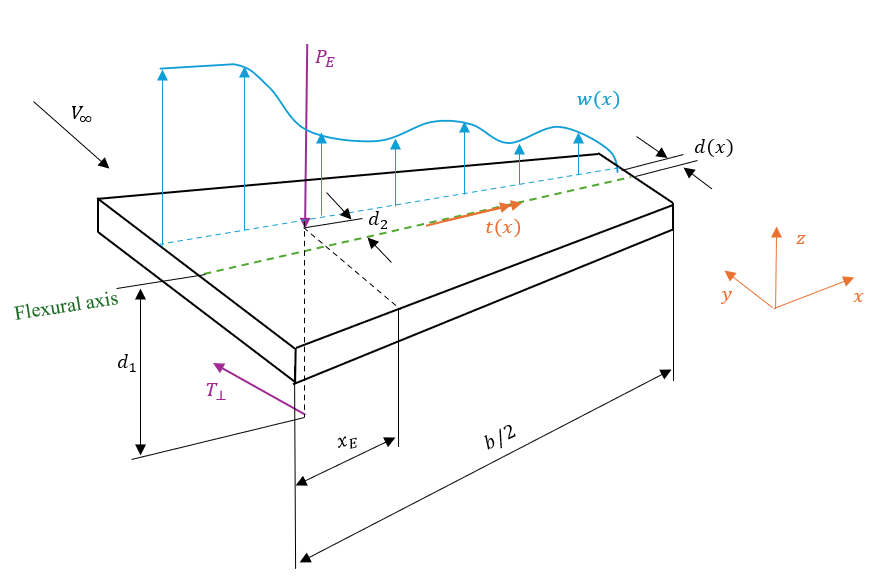 P_E
w(x)
V_∞
d(x)
d_2
t(x)
z
Flexural axis
y
x
d_1
T_⊥
x_E
b/2